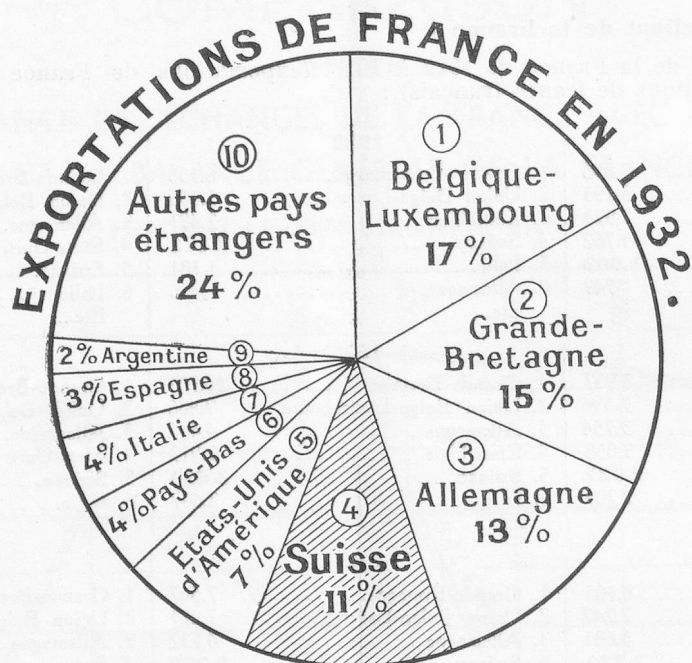 EXPORTATIONS DE FRANCE EN 1932.
1
Belgique-
Luxembourg
17%
2
Grande-
Bretagne
15%
3
Allemagne
13%
4
Suisse
11%
5
Etats-Unis
d'Amérique
7%
6
4% Pays-Bas
7
4% Italie
8
3% Espagne
9
2% Argentine
10
Autres pays
étrangers
24%